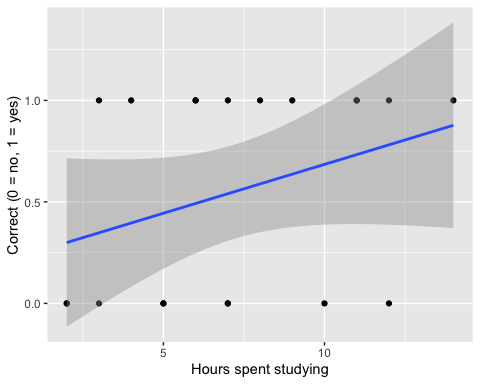 Correct (0 = no, 1 = yes)
1.0
0.5
0.0
5
10
Hours spent studying